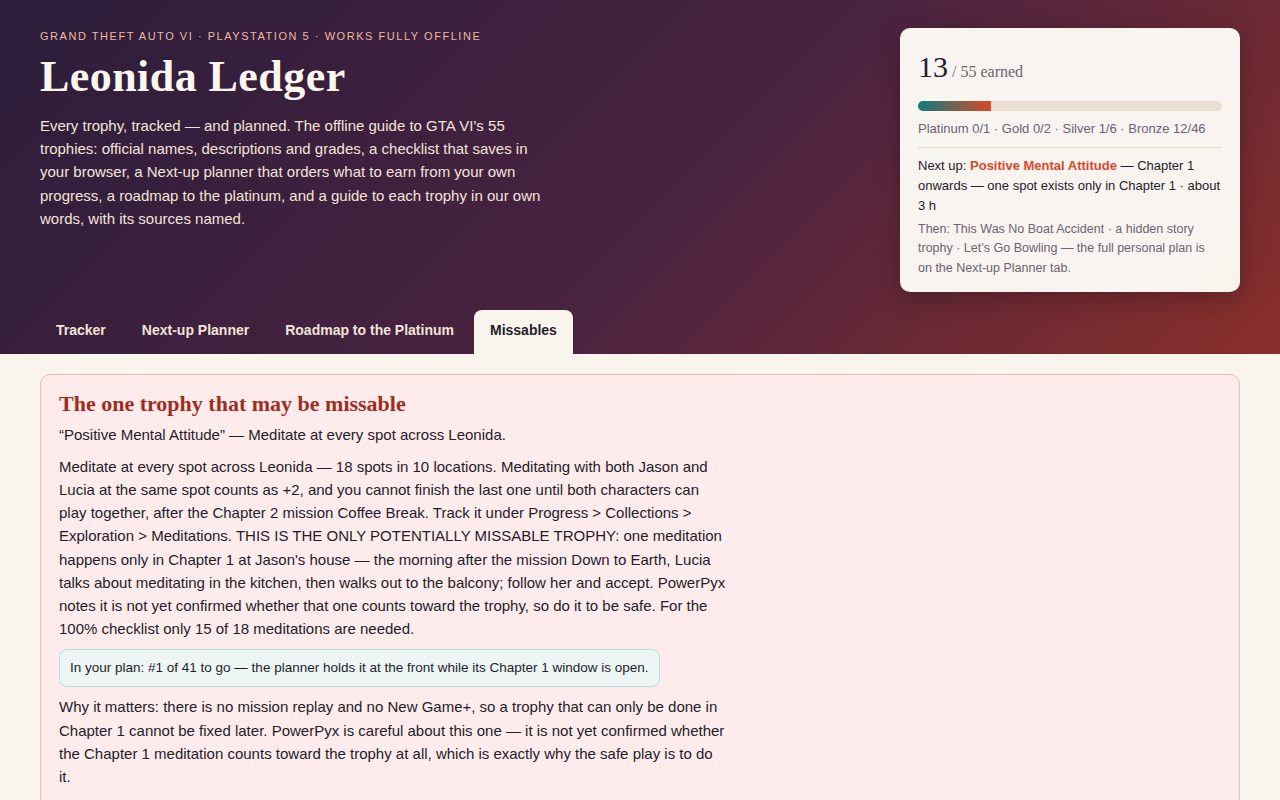 GRAND THEFT AUTO VI · PLAYSTATION 5 · WORKS FULLY OFFLINE
Leonida Ledger
Every trophy, tracked — and planned. The offline guide to GTA VI’s 55
trophies: official names, descriptions and grades, a checklist that saves in
your browser, a Next-up planner that orders what to earn from your own
progress, a roadmap to the platinum, and a guide to each trophy in our own
words, with its sources named.
13 / 55 earned
Platinum 0/1 · Gold 0/2 · Silver 1/6 · Bronze 12/46
Next up: Positive Mental Attitude — Chapter 1
onwards — one spot exists only in Chapter 1 · about
3 h
Then: This Was No Boat Accident · a hidden story
trophy · Let’s Go Bowling — the full personal plan is
on the Next-up Planner tab.
Tracker
Next-up Planner
Roadmap to the Platinum
Missables
The one trophy that may be missable
“Positive Mental Attitude” — Meditate at every spot across Leonida.
Meditate at every spot across Leonida — 18 spots in 10 locations. Meditating with both Jason and
Lucia at the same spot counts as +2, and you cannot finish the last one until both characters can
play together, after the Chapter 2 mission Coffee Break. Track it under Progress > Collections >
Exploration > Meditations. THIS IS THE ONLY POTENTIALLY MISSABLE TROPHY: one meditation
happens only in Chapter 1 at Jason's house — the morning after the mission Down to Earth, Lucia
talks about meditating in the kitchen, then walks out to the balcony; follow her and accept. PowerPyx
notes it is not yet confirmed whether that one counts toward the trophy, so do it to be safe. For the
100% checklist only 15 of 18 meditations are needed.
In your plan: #1 of 41 to go — the planner holds it at the front while its Chapter 1 window is open.
Why it matters: there is no mission replay and no New Game+, so a trophy that can only be done in
Chapter 1 cannot be fixed later. PowerPyx is careful about this one — it is not yet confirmed whether
the Chapter 1 meditation counts toward the trophy at all, which is exactly why the safe play is to do
it.